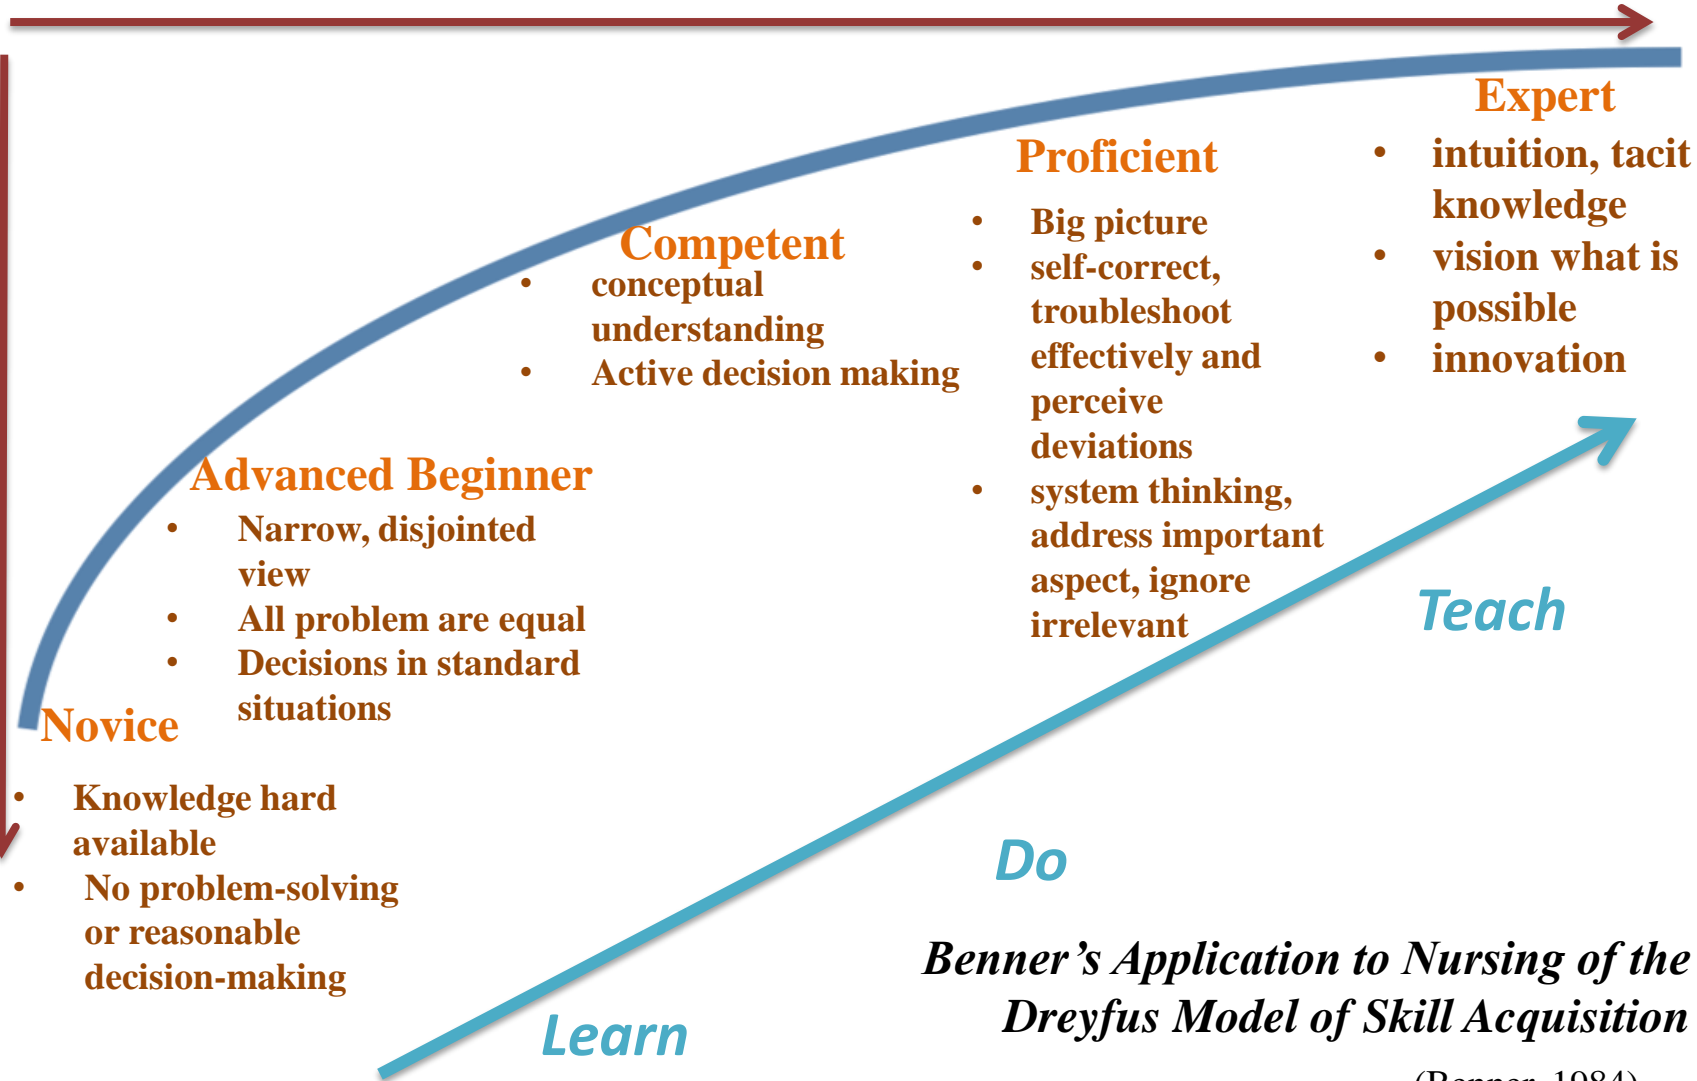 Expert
• intuition, tacit
knowledge
• vision what is
possible
• innovation
Proficient
• Big picture
• self-correct,
troubleshoot
effectively and
perceive
deviations
• system thinking,
address important
aspect, ignore
irrelevant
Competent
• conceptual
understanding
• Active decision making
Advanced Beginner
• Narrow, disjointed
view
• All problem are equal
• Decisions in standard
situations
Novice
• Knowledge hard
available
• No problem-solving
or reasonable
decision-making
Teach
Do
Learn
Benner’s Application to Nursing of the
Dreyfus Model of Skill Acquisition
(Benner, 1984)